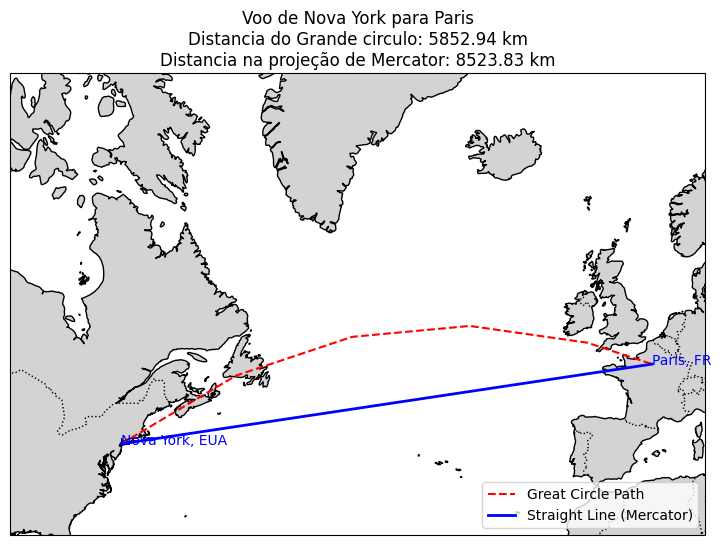 Voo de Nova York para Paris
Distancia do Grande circulo: 5852.94 km
Distancia na projeção de Mercator: 8523.83 km
Paris, FR
Nova York, EUA
Great Circle Path
Straight Line (Mercator)